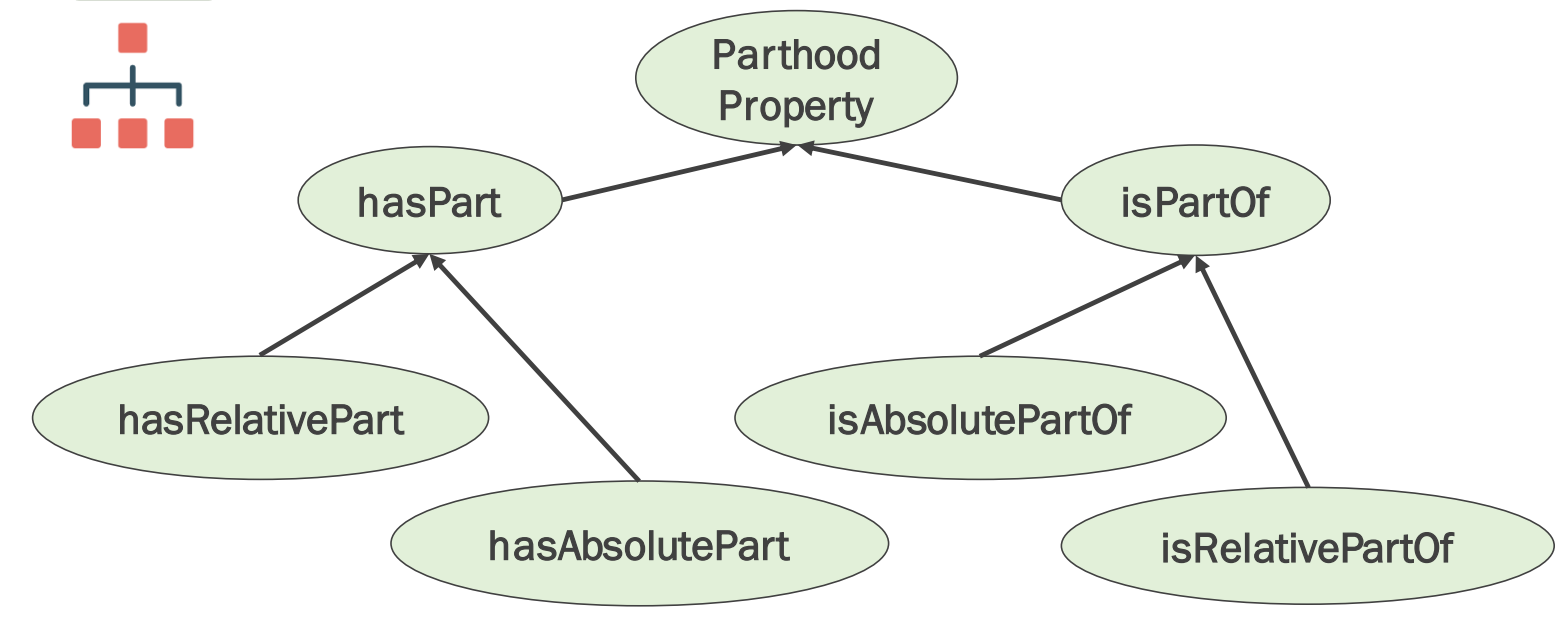 Parthood
Property
hasPart
isPartOf
hasRelativePart
isAbsolutePartOf
hasAbsolutePart
isRelativePartOf